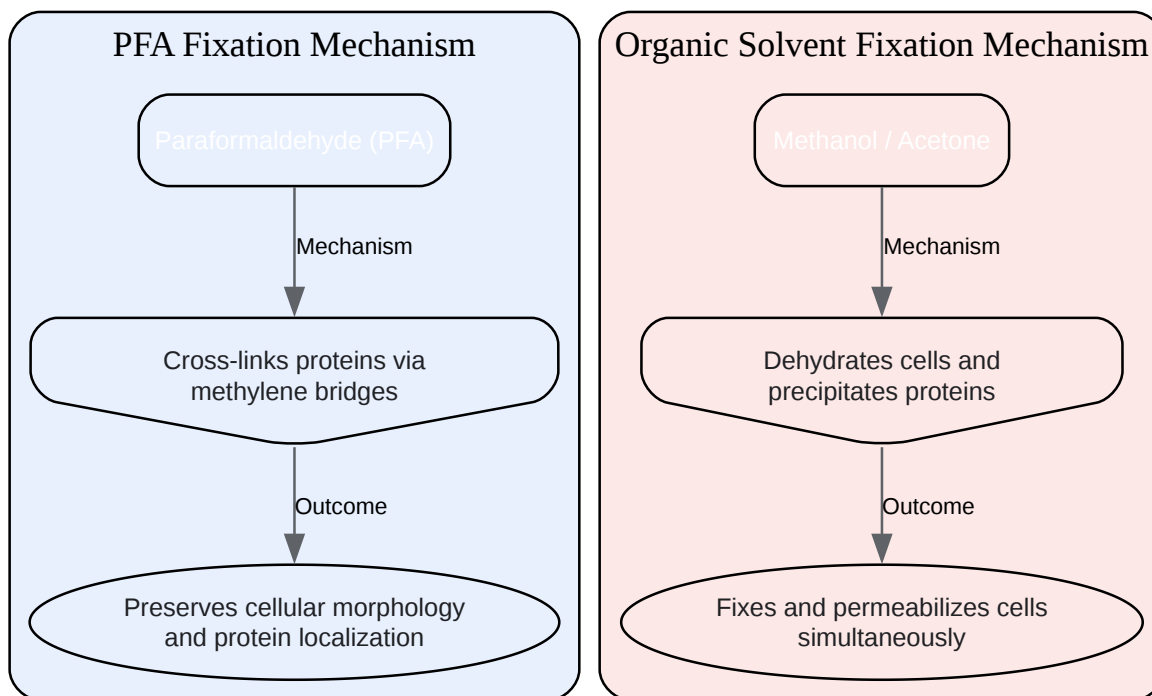 PFA Fixation Mechanism
Paraformaldehyde (PFA)
Mechanism
Cross-links proteins via
methylene bridges
Outcome
Preserves cellular morphology
and protein localization
Organic Solvent Fixation Mechanism
Methanol / Acetone
Mechanism
Dehydrates cells and
precipitates proteins
Outcome
Fixes and permeabilizes cells
simultaneously